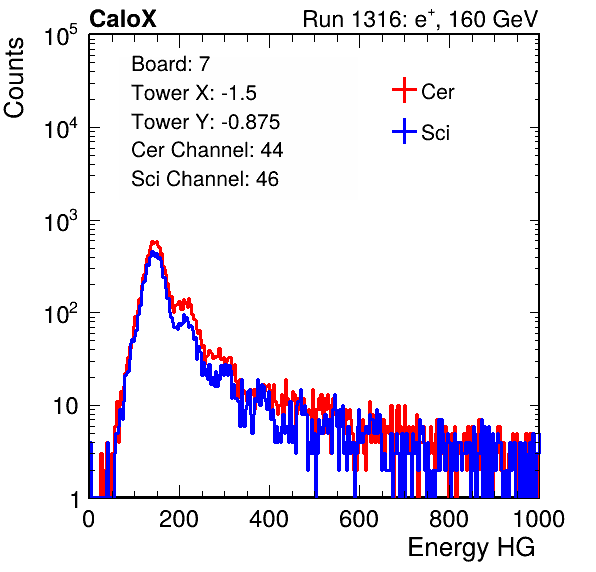 CaloX Run 1316: e⁺, 160 GeV
Counts
10⁵
10⁴
10³
10²
10
1
Board: 7
Tower X: -1.5
Tower Y: -0.875
Cer Channel: 44
Sci Channel: 46
Cer
Sci
0 200 400 600 800 1000
Energy HG